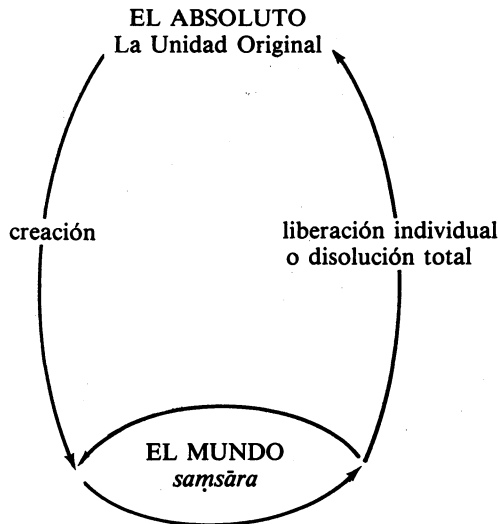 EL ABSOLUTO
La Unidad Original
creación
liberación individual
o disolución total
EL MUNDO
saṃsāra